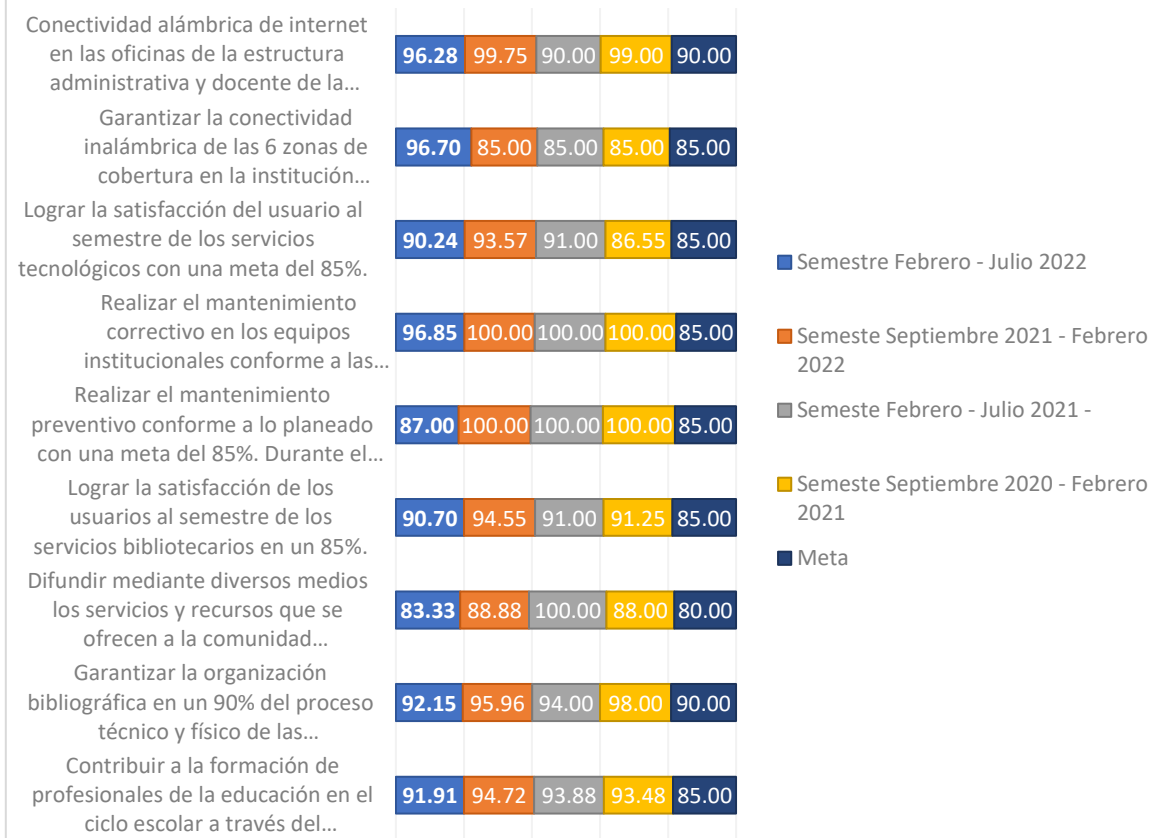 Conectividad alámbrica de internet
en las oficinas de la estructura
administrativa y docente de la...
96.28 99.75 90.00 99.00 90.00
Garantizar la conectividad
inalámbrica de las 6 zonas de
cobertura en la institución...
96.70 85.00 85.00 85.00 85.00
Lograr la satisfacción del usuario al
semestre de los servicios
tecnológicos con una meta del 85%.
90.24 93.57 91.00 86.55 85.00
Realizar el mantenimiento
correctivo en los equipos
institucionales conforme a las...
96.85 100.00 100.00 100.00 85.00
Realizar el mantenimiento
preventivo conforme a lo planeado
con una meta del 85%. Durante el...
87.00 100.00 100.00 100.00 85.00
Lograr la satisfacción de los
usuarios al semestre de los
servicios bibliotecarios en un 85%.
90.70 94.55 91.00 91.25 85.00
Difundir mediante diversos medios
los servicios y recursos que se
ofrecen a la comunidad...
83.33 88.88 100.00 88.00 80.00
Garantizar la organización
bibliográfica en un 90% del proceso
técnico y físico de las...
92.15 95.96 94.00 98.00 90.00
Contribuir a la formación de
profesionales de la educación en el
ciclo escolar a través del...
91.91 94.72 93.88 93.48 85.00
Semestre Febrero - Julio 2022
Semeste Septiembre 2021 - Febrero
2022
Semeste Febrero - Julio 2021 -
Semeste Septiembre 2020 - Febrero
2021
Meta